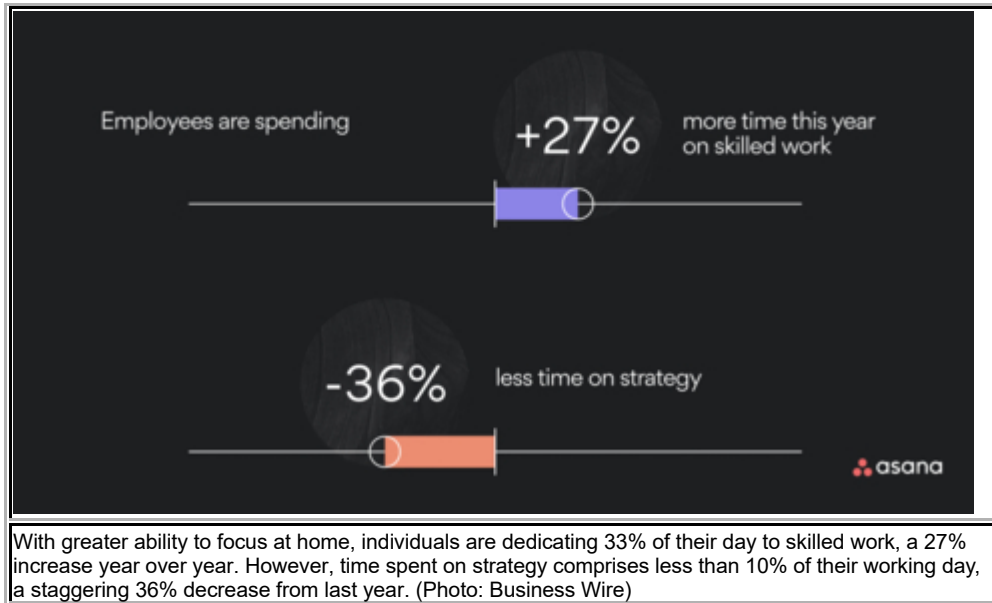 Employees are spending
+27%
more time this year
on skilled work
-36%
less time on strategy
asana
With greater ability to focus at home, individuals are dedicating 33% of their day to skilled work, a 27%
increase year over year. However, time spent on strategy comprises less than 10% of their working day,
a staggering 36% decrease from last year. (Photo: Business Wire)